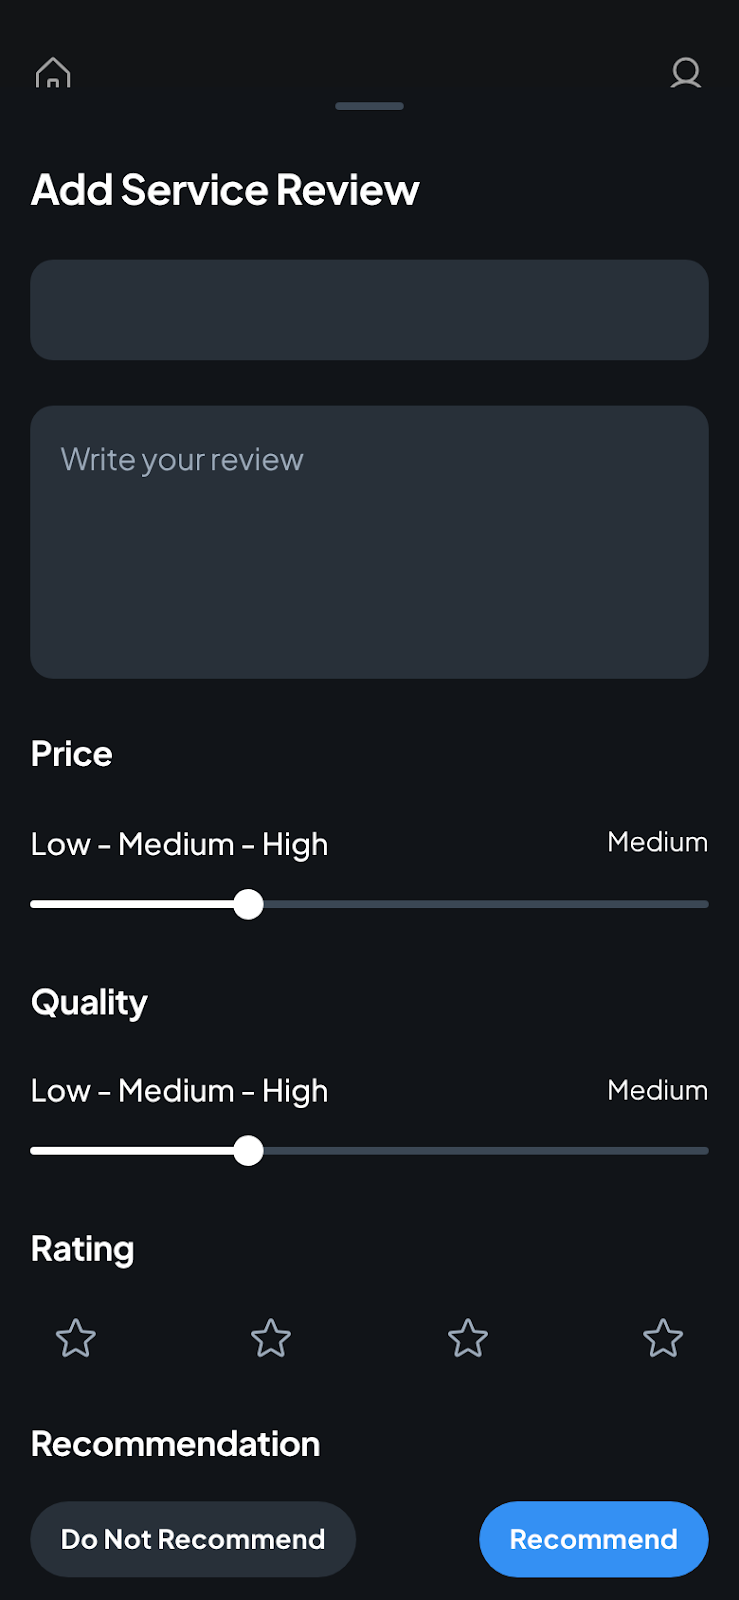 Add Service Review
Write your review
Price
Low - Medium - High
Medium
Quality
Low - Medium - High
Medium
Rating
Recommendation
Do Not Recommend
Recommend